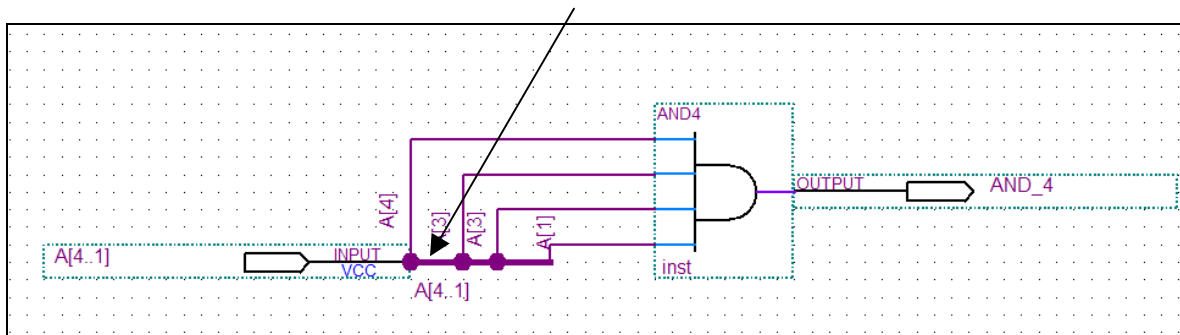 AND4
A[4]
[3]
A[3]
A[1]
OUTPUT
AND_4
A[4..1]
INPUT
VCC
A[4..1]
inst